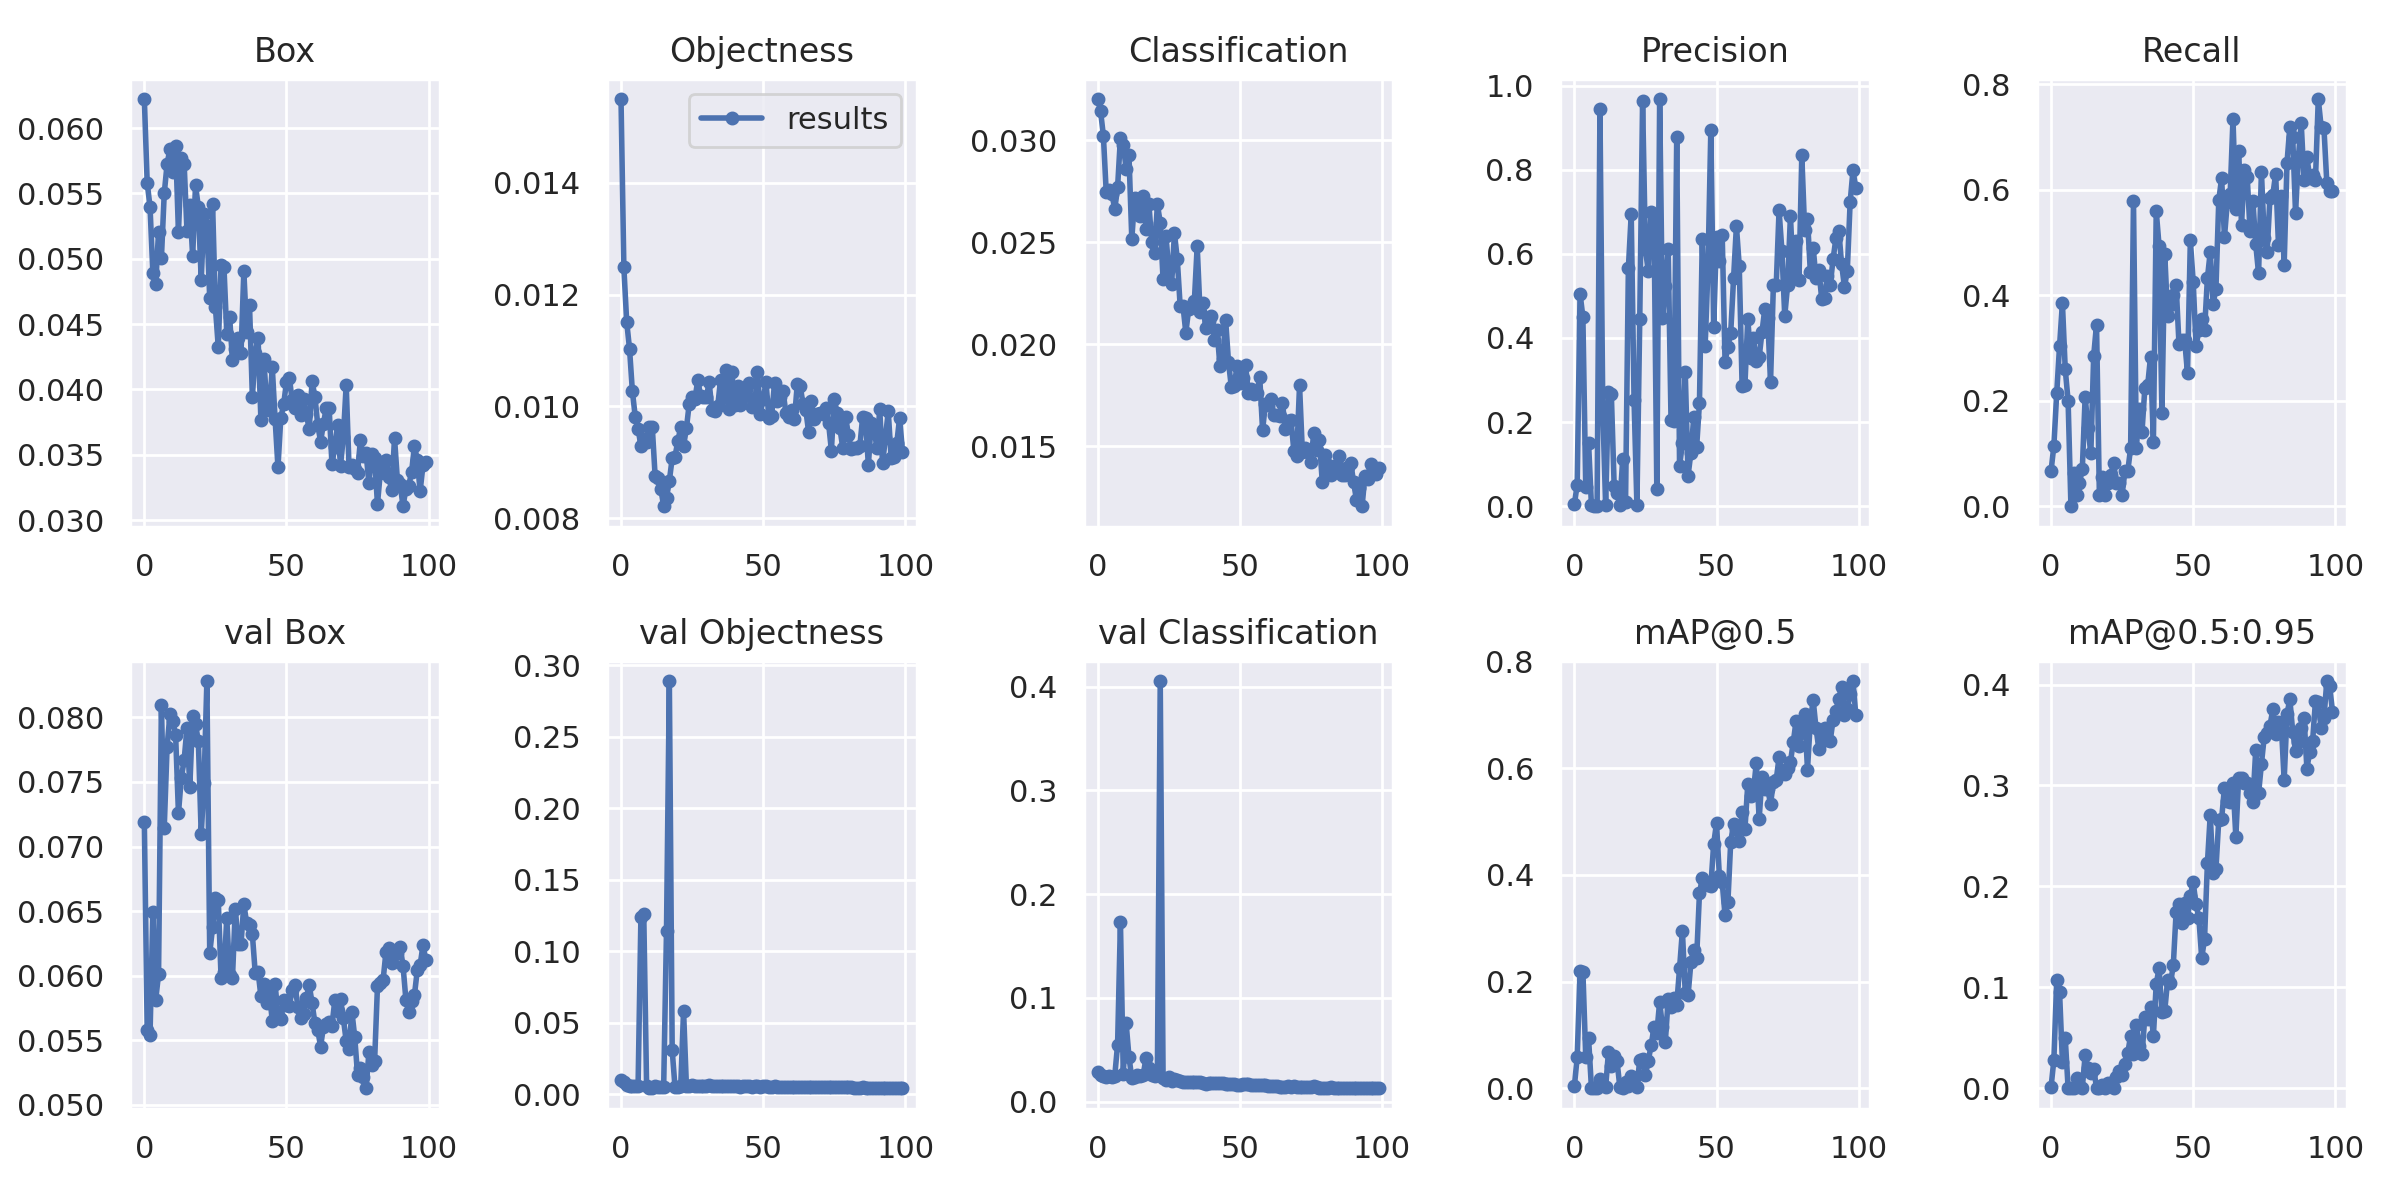 Box
0.060
0.055
0.050
0.045
0.040
0.035
0.030
0 50 100
Objectness
results
0.014
0.012
0.010
0.008
0 50 100
Classification
0.030
0.025
0.020
0.015
0 50 100
Precision
1.0
0.8
0.6
0.4
0.2
0.0
0 50 100
Recall
0.8
0.6
0.4
0.2
0.0
0 50 100
val Box
0.080
0.075
0.070
0.065
0.060
0.055
0.050
0 50 100
val Objectness
0.30
0.25
0.20
0.15
0.10
0.05
0.00
0 50 100
val Classification
0.4
0.3
0.2
0.1
0.0
0 50 100
mAP@0.5
0.8
0.6
0.4
0.2
0.0
0 50 100
mAP@0.5:0.95
0.4
0.3
0.2
0.1
0.0
0 50 100